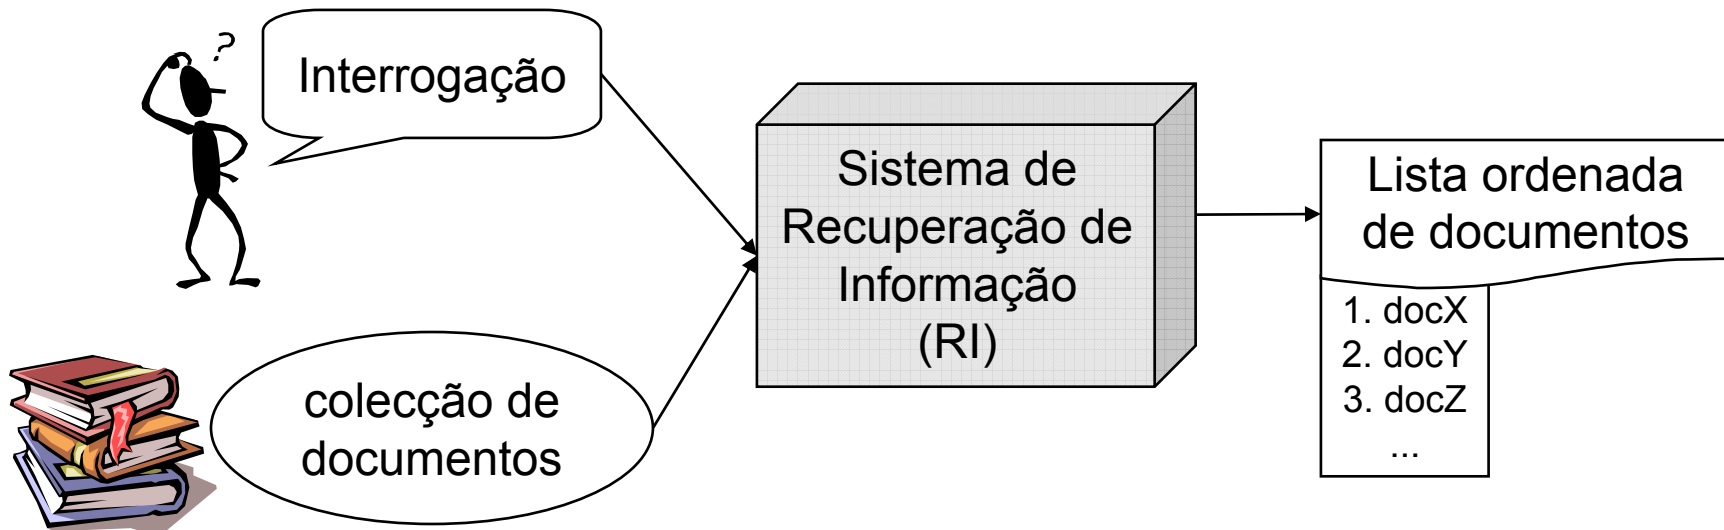 ?
Interrogação
Sistema de
Recuperação de
Informação
(RI)
Lista ordenada
de documentos
1. docX
2. docY
3. docZ
...
colecção de
documentos